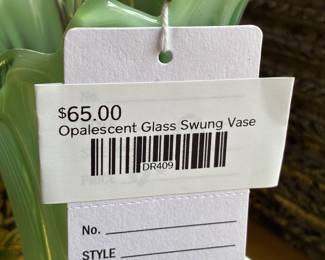 $65.00
Opalescent Glass Swung Vase
DR409
No.
STYLE